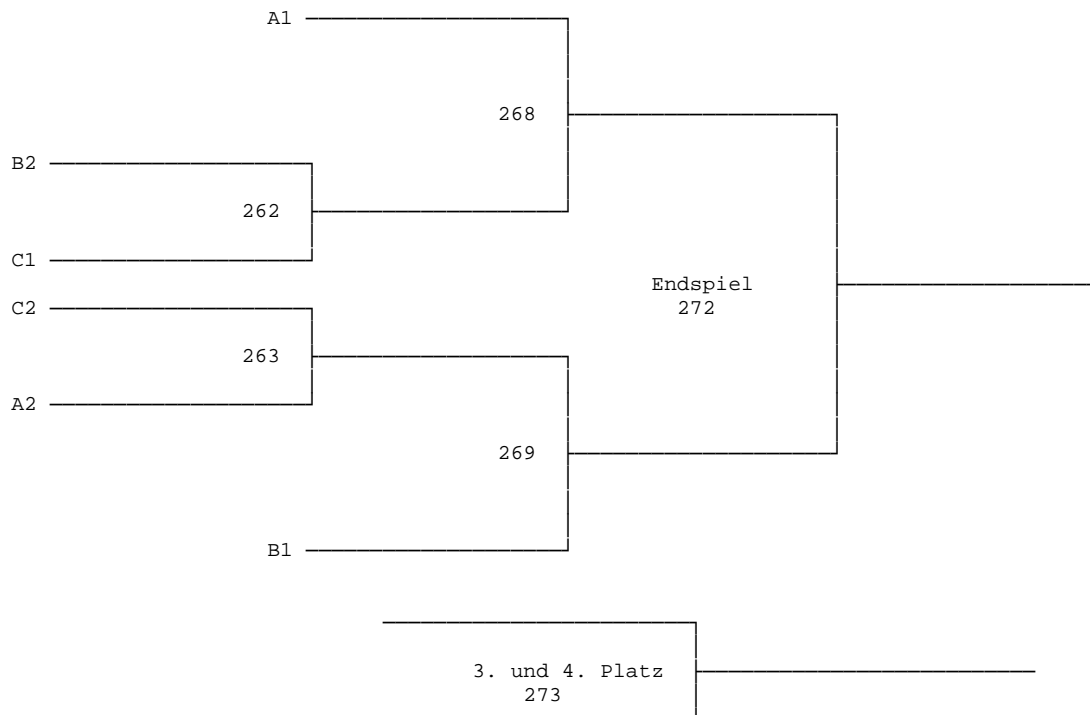 A1
268
B2
262
C1
Endspiel
272
C2
263
A2
269
B1
3. und 4. Platz
273